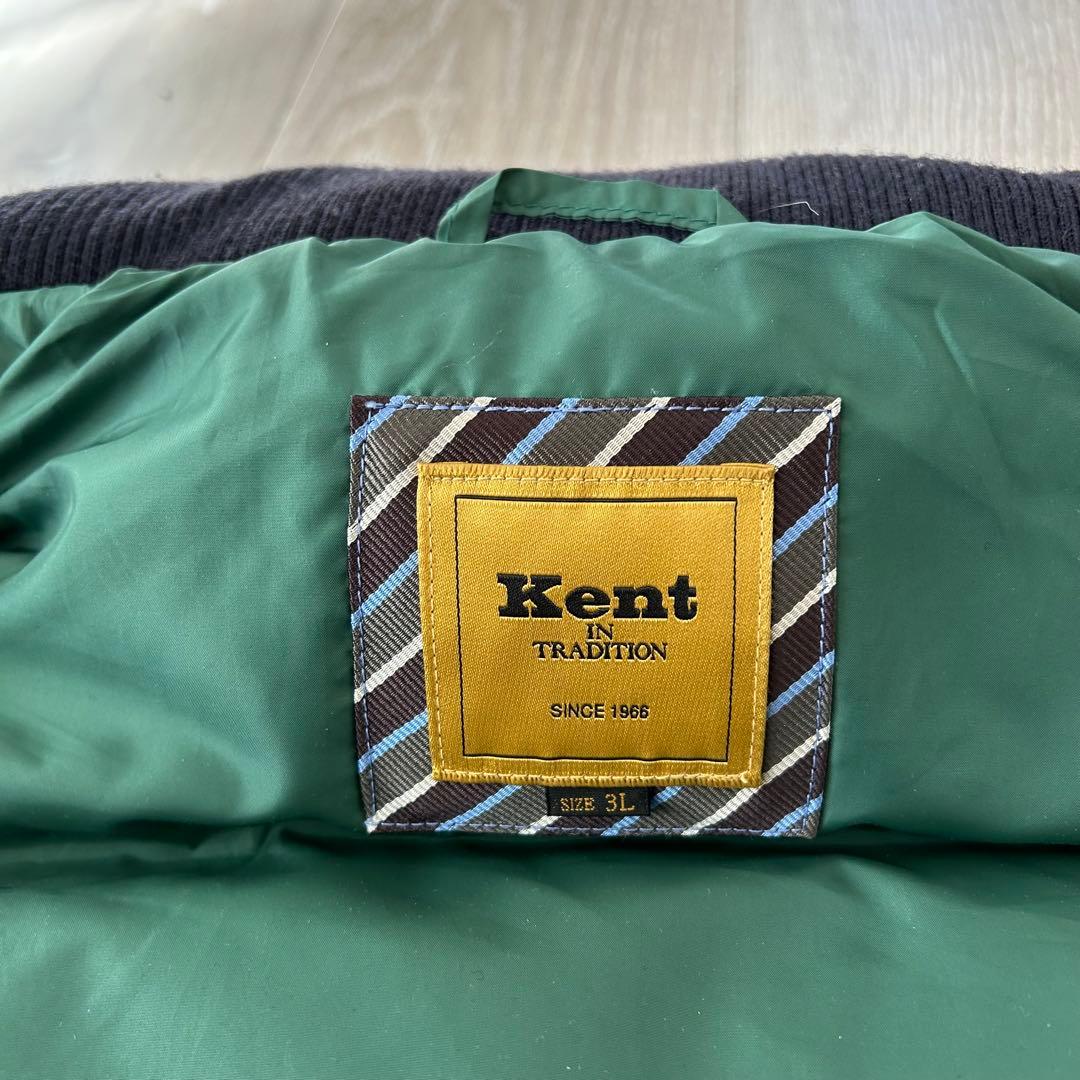 Kent
IN
TRADITION
SINCE 1966
SIZE 3L